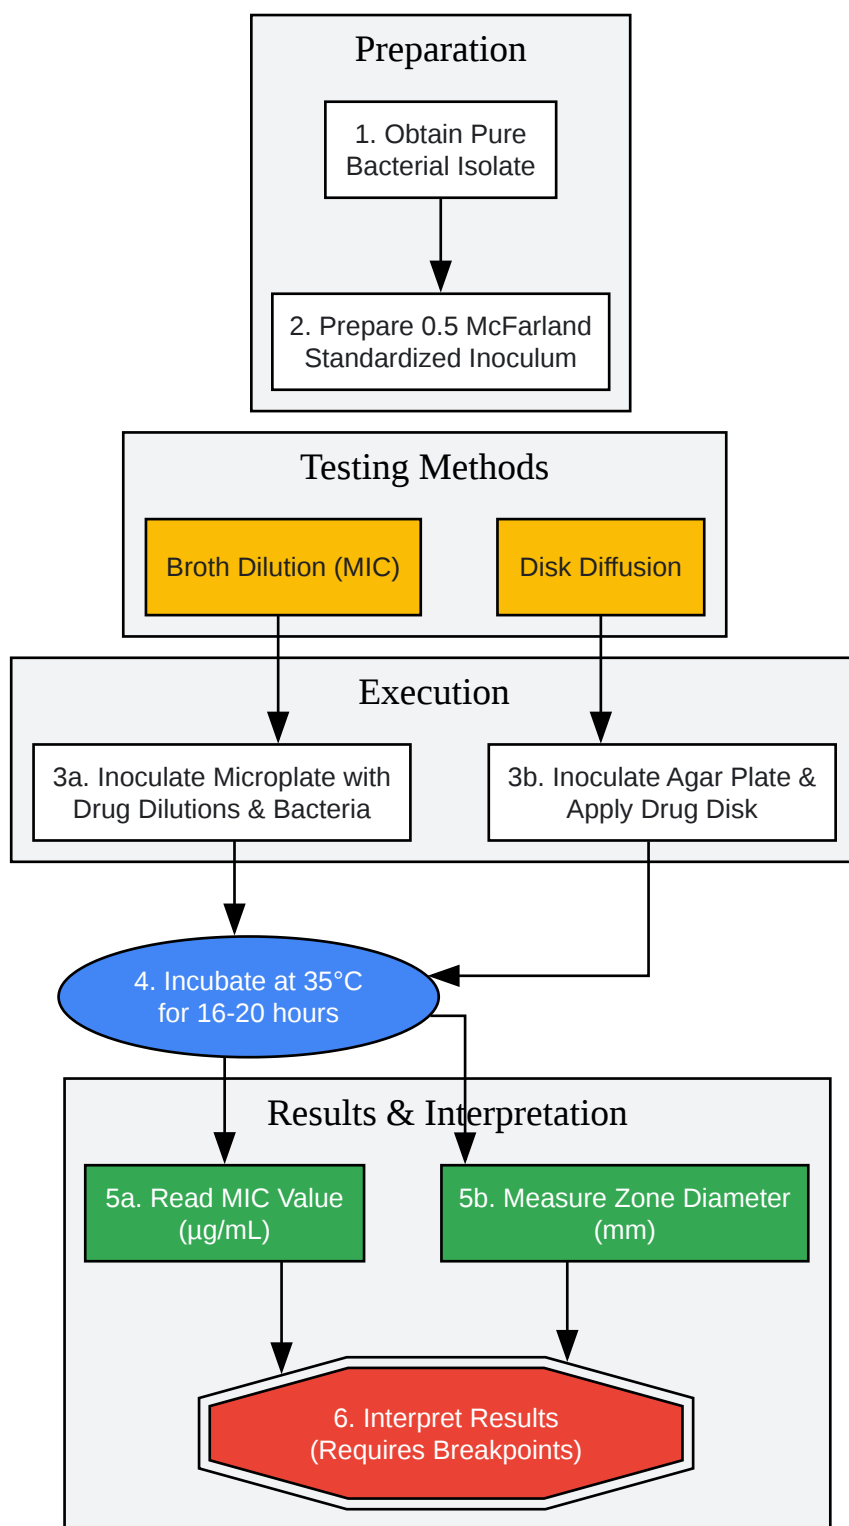 Preparation
1. Obtain Pure
Bacterial Isolate
2. Prepare 0.5 McFarland
Standardized Inoculum
Testing Methods
Broth Dilution (MIC)
Disk Diffusion
Execution
3a. Inoculate Microplate with
Drug Dilutions & Bacteria
3b. Inoculate Agar Plate &
Apply Drug Disk
4. Incubate at 35°C
for 16-20 hours
Results & Interpretation
5a. Read MIC Value
(µg/mL)
5b. Measure Zone Diameter
(mm)
6. Interpret Results
(Requires Breakpoints)